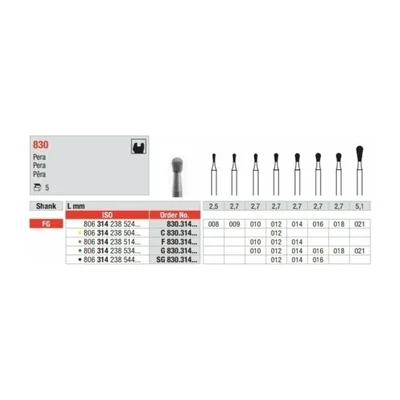 830
Pera
Pera
Pêra
5
Shank L mm 2,5 2,7 2,7 2,7 2,7 2,7 2,7 5,1
ISO Order No.
FG 806 314 238 524... 830.314... 008 009 010 012 014 016 018 021
806 314 238 504... C 830.314... 012
806 314 238 514... F 830.314... 010 012 014
806 314 238 534... G 830.314... 010 012 014 016 018 021
806 314 238 544... SG 830.314... 012 014 016